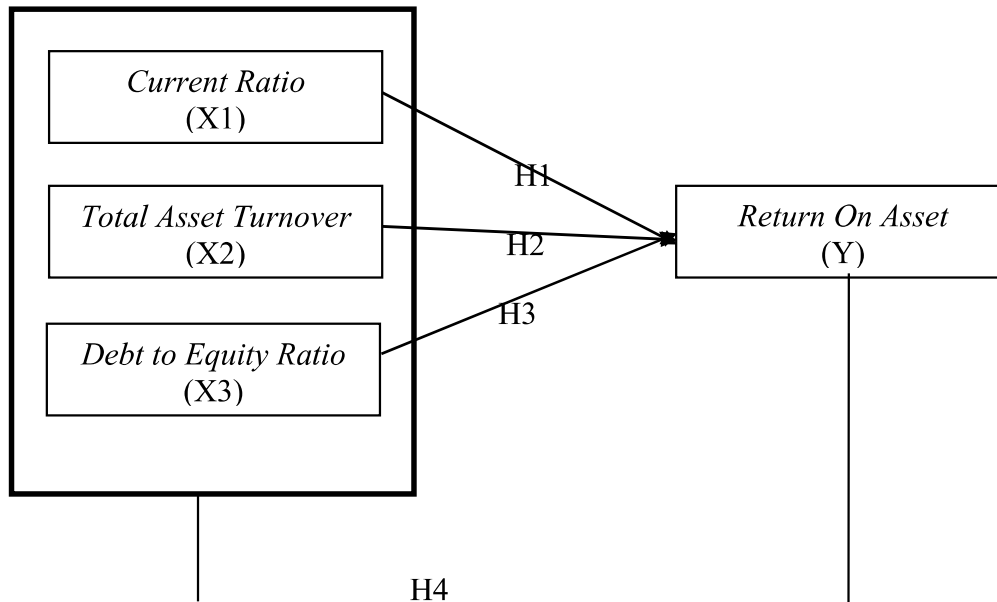 Current Ratio
(X1)
H1
Total Asset Turnover
(X2)
Return On Asset
(Y)
H2
H3
Debt to Equity Ratio
(X3)
H4